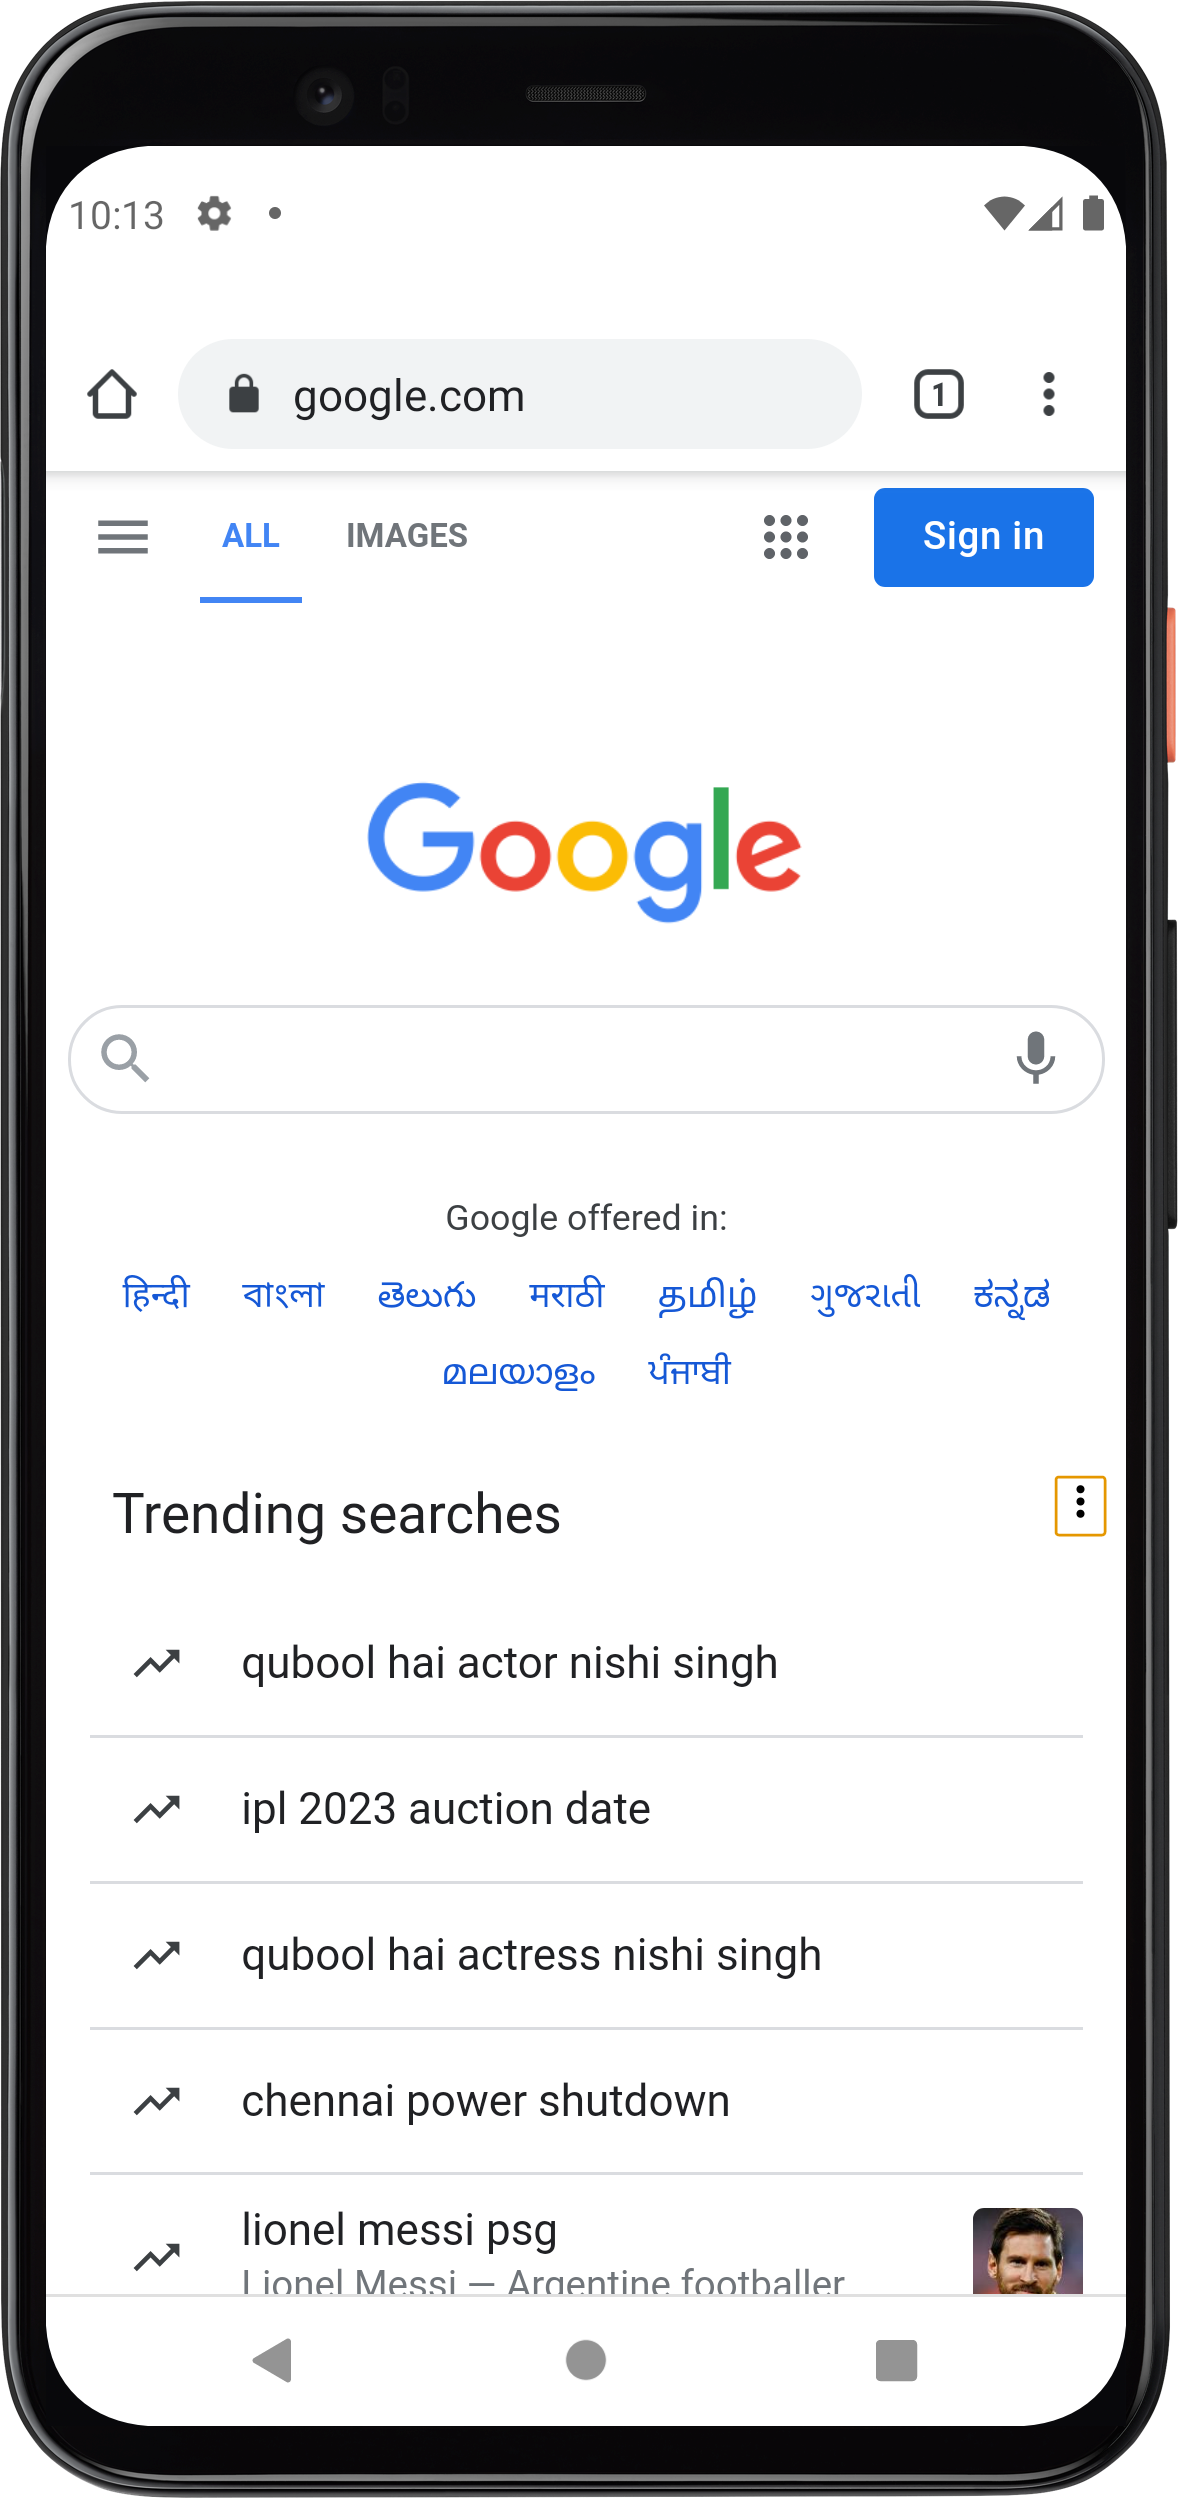 10:13
google.com 1
ALL IMAGES Sign in
Google
Google offered in:
हिन्दी বাংলা తెలుగు मराठी தமிழ் ગુજરાતી ಕನ್ನಡ
മലയാളം ਪੰਜਾਬੀ
Trending searches
qubool hai actor nishi singh
ipl 2023 auction date
qubool hai actress nishi singh
chennai power shutdown
lionel messi psg
Lionel Messi — Argentine footballer